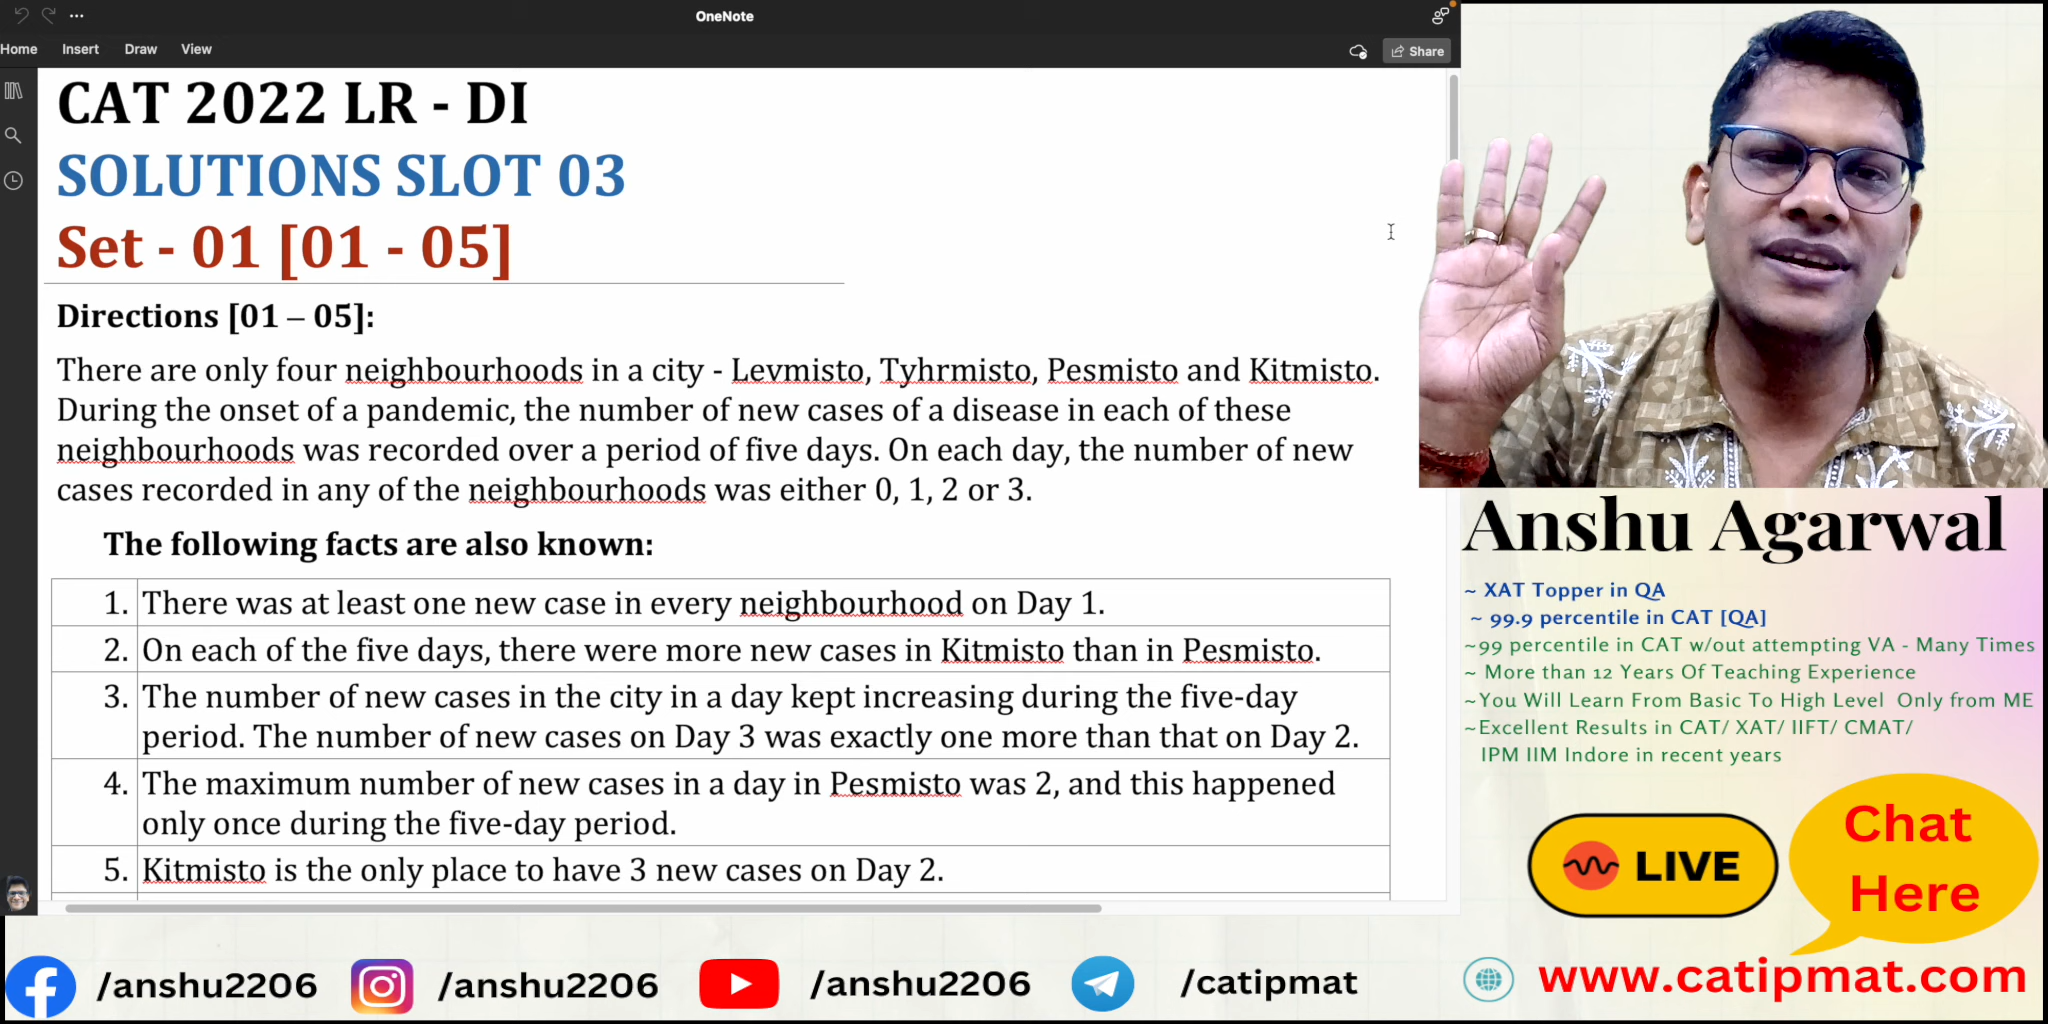 OneNote
Home Insert Draw View
Share
CAT 2022 LR - DI
SOLUTIONS SLOT 03
Set - 01 [01 - 05]
Directions [01 – 05]:
There are only four neighbourhoods in a city - Levmisto, Tyhrmisto, Pesmisto and Kitmisto.
During the onset of a pandemic, the number of new cases of a disease in each of these
neighbourhoods was recorded over a period of five days. On each day, the number of new
cases recorded in any of the neighbourhoods was either 0, 1, 2 or 3.
The following facts are also known:
1. There was at least one new case in every neighbourhood on Day 1.
2. On each of the five days, there were more new cases in Kitmisto than in Pesmisto.
3. The number of new cases in the city in a day kept increasing during the five-day
period. The number of new cases on Day 3 was exactly one more than that on Day 2.
4. The maximum number of new cases in a day in Pesmisto was 2, and this happened
only once during the five-day period.
5. Kitmisto is the only place to have 3 new cases on Day 2.
Anshu Agarwal
~ XAT Topper in QA
~ 99.9 percentile in CAT [QA]
~99 percentile in CAT w/out attempting VA - Many Times
~ More than 12 Years Of Teaching Experience
~You Will Learn From Basic To High Level Only from ME
~Excellent Results in CAT/ XAT/ IIFT/ CMAT/
IPM IIM Indore in recent years
LIVE
Chat
Here
/anshu2206 /anshu2206 /anshu2206 /catipmat www.catipmat.com